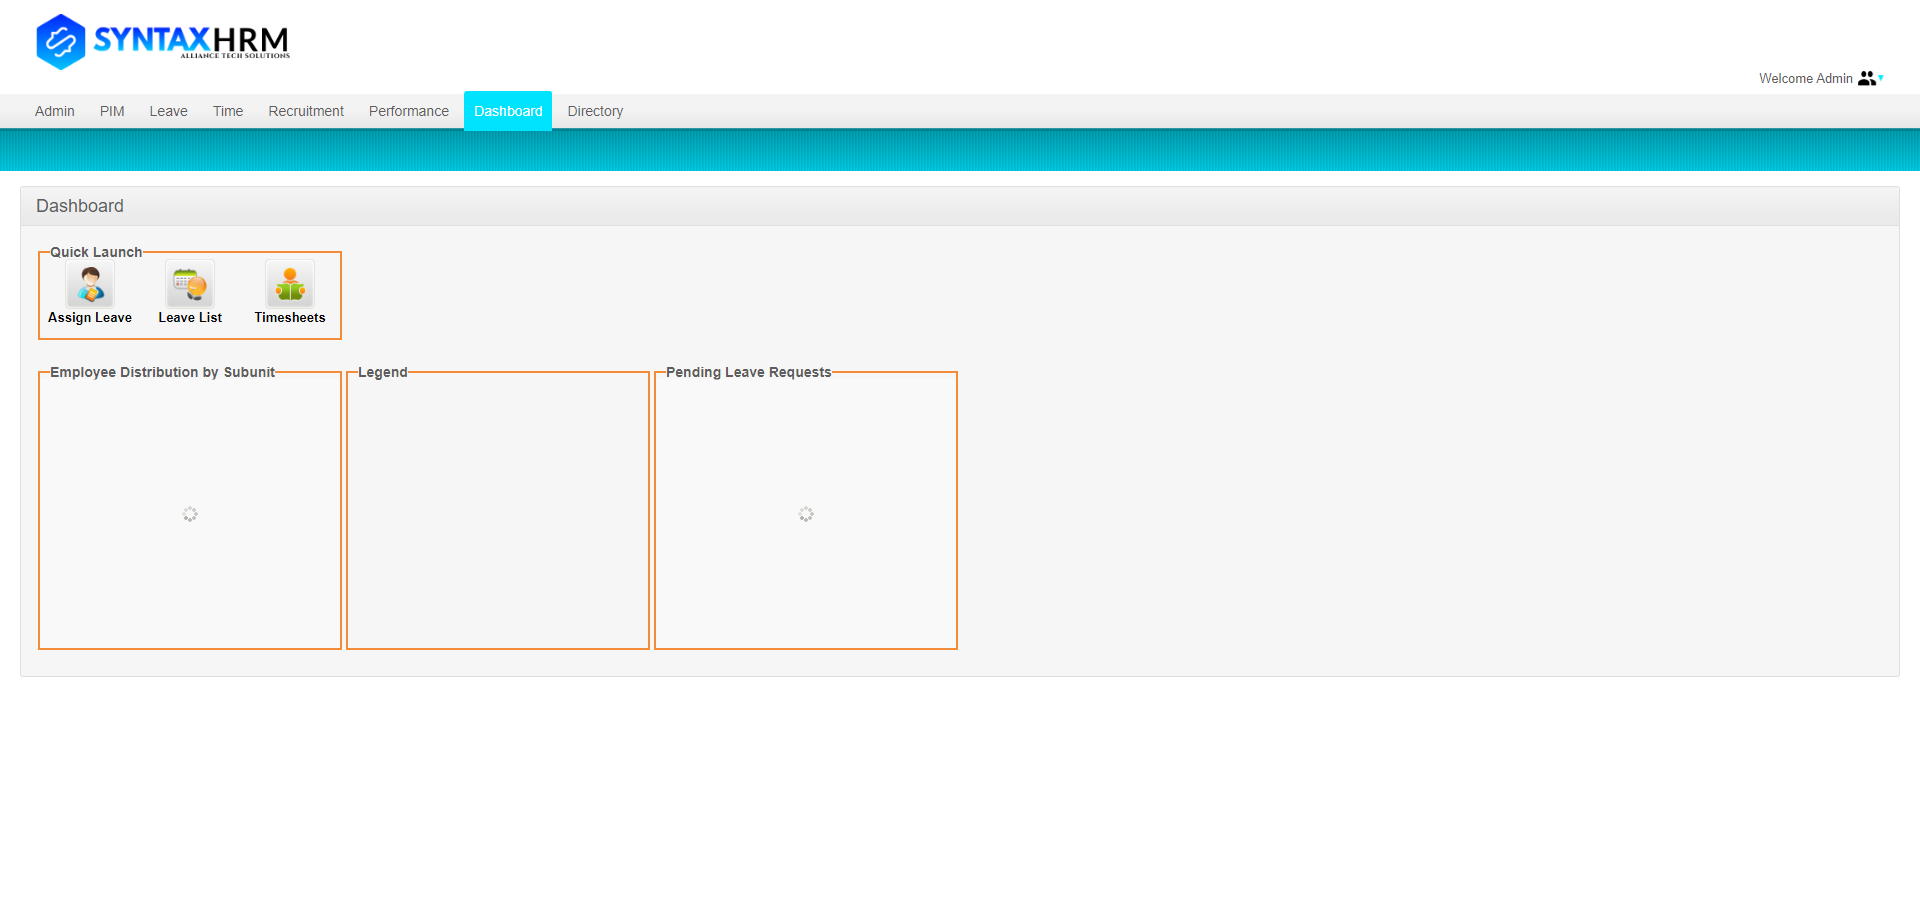 SYNTAXHRM
ALLIANCE TECH SOLUTIONS
Welcome Admin
Admin PIM Leave Time Recruitment Performance Dashboard Directory
Dashboard
Quick Launch
Assign Leave Leave List Timesheets
Employee Distribution by Subunit Legend Pending Leave Requests